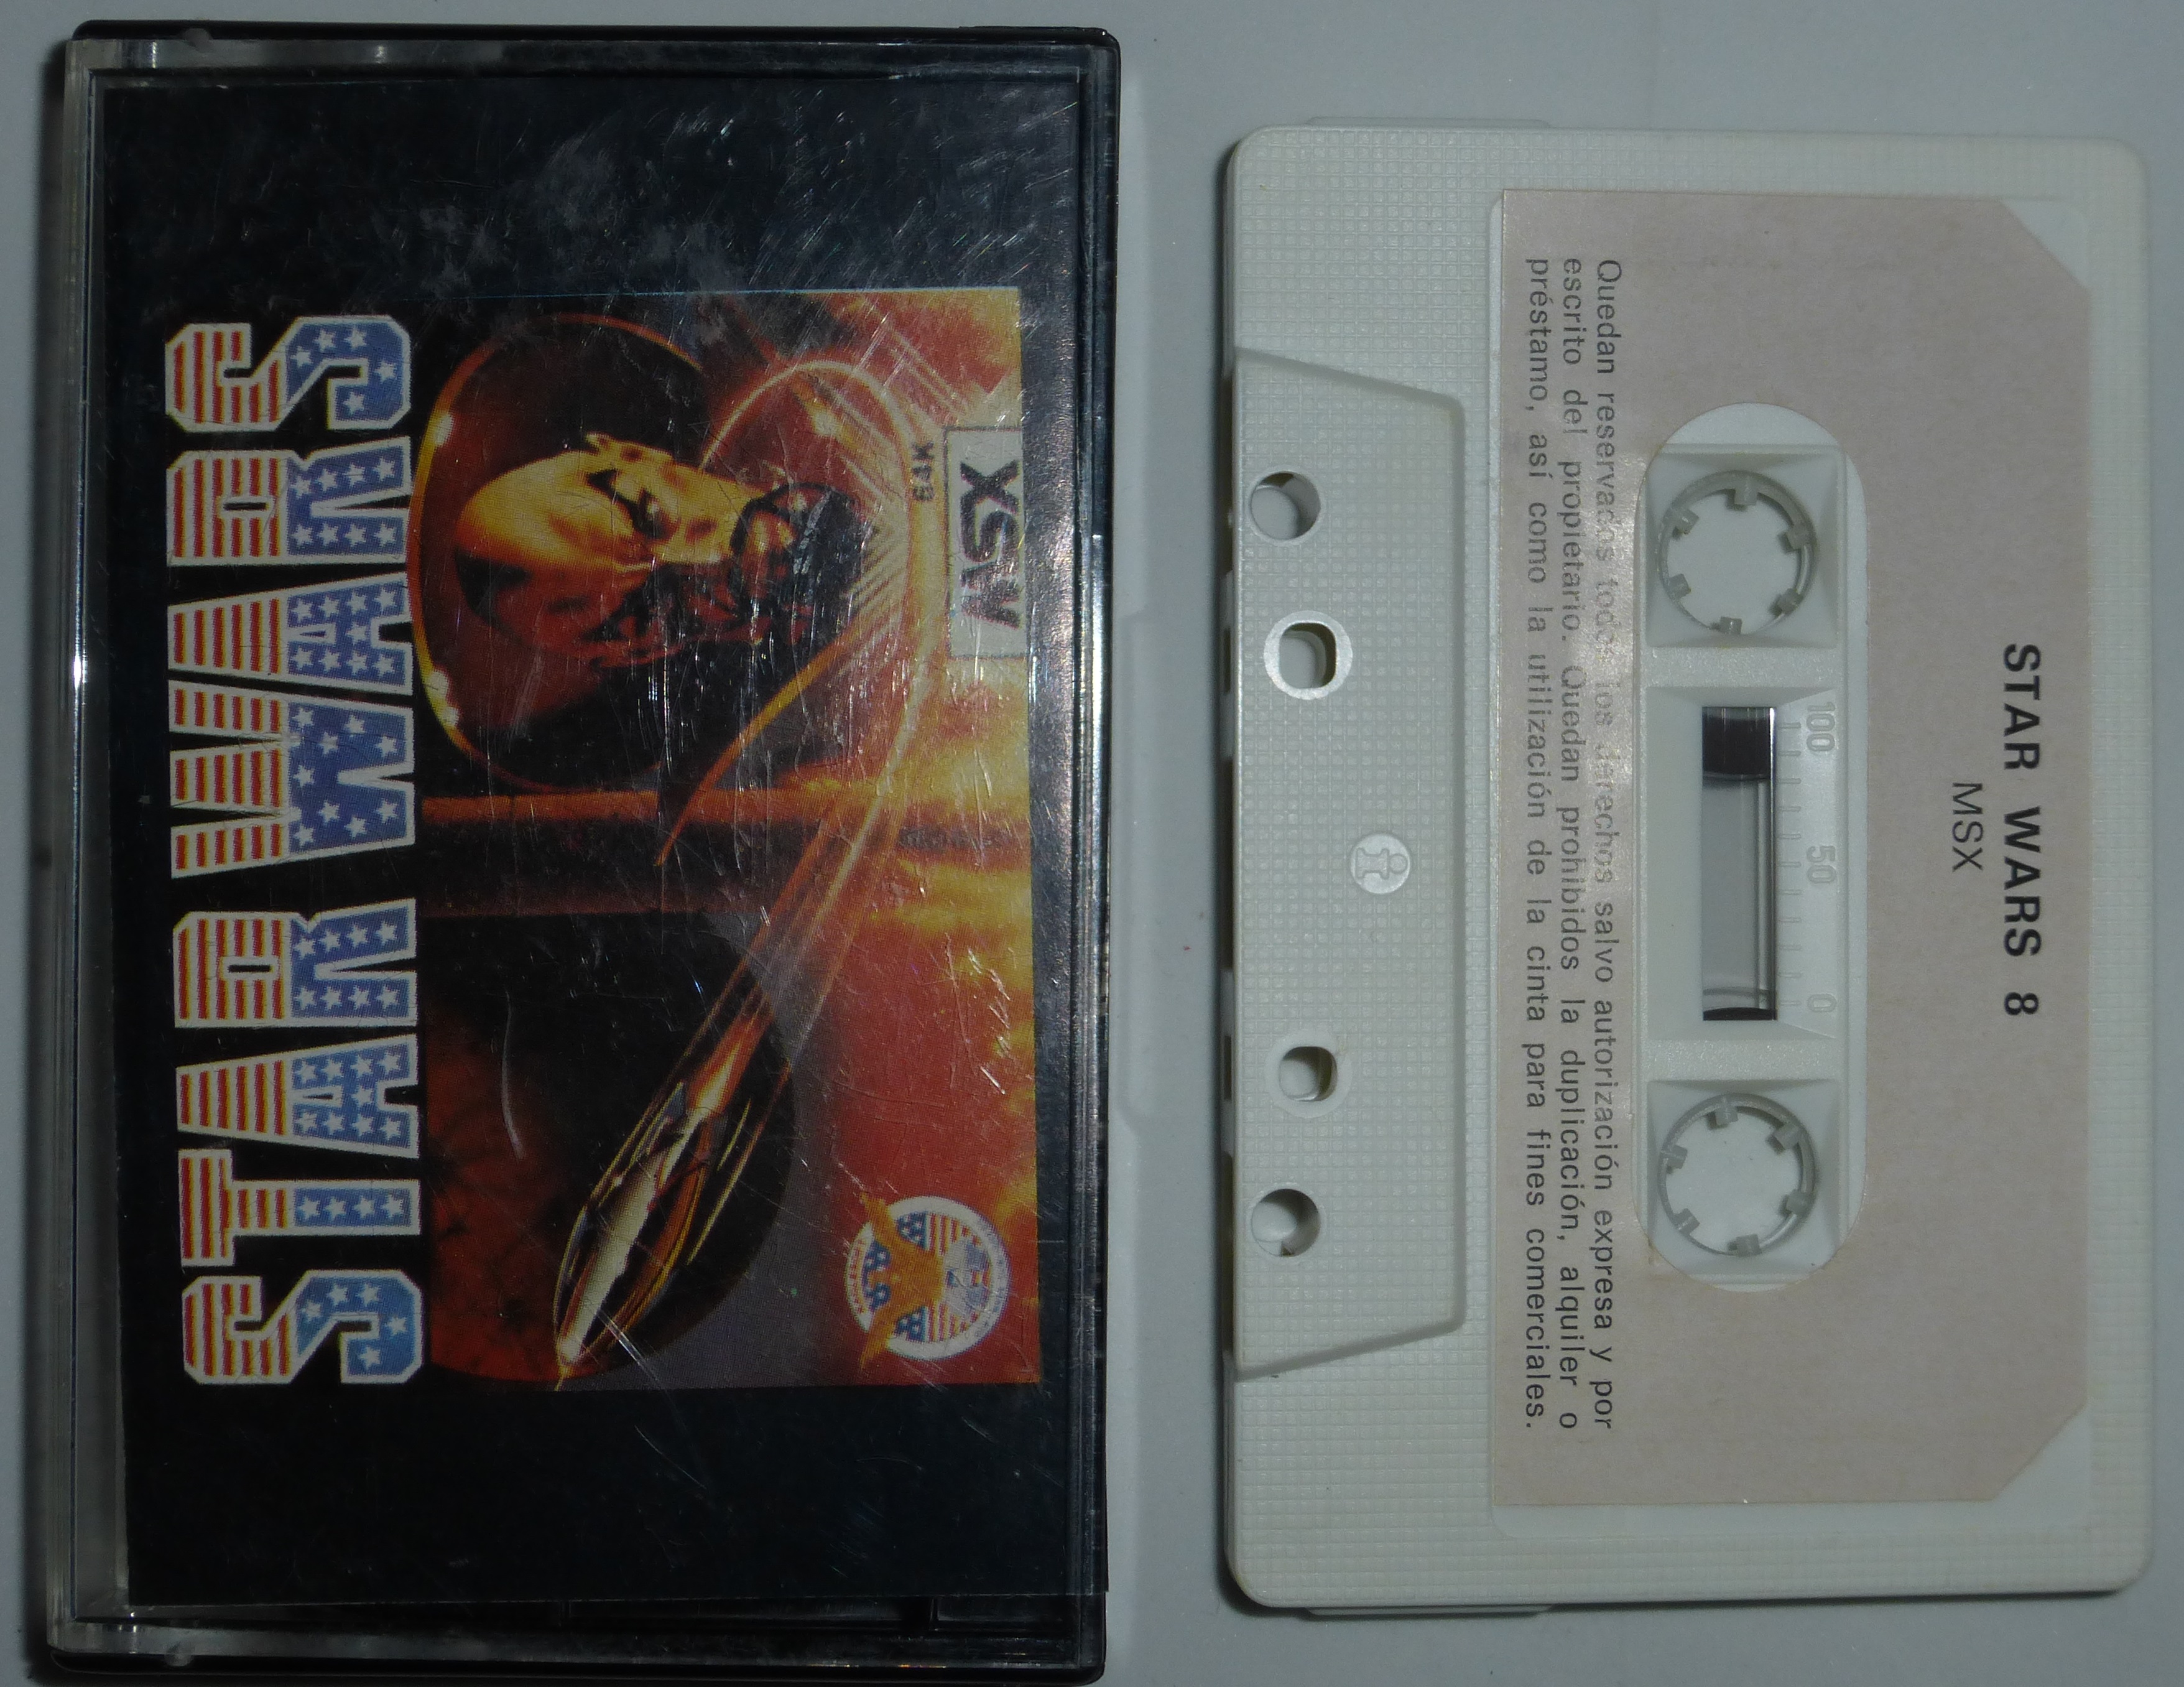 STAR WARS
MSX
64K
STAR WARS 8
MSX
100 50 0
Quedan reservados todos los derechos salvo autorización expresa y por
escrito del propietario. Quedan prohibidos la duplicación, alquiler o
préstamo, así como la utilización de la cinta para fines comerciales.